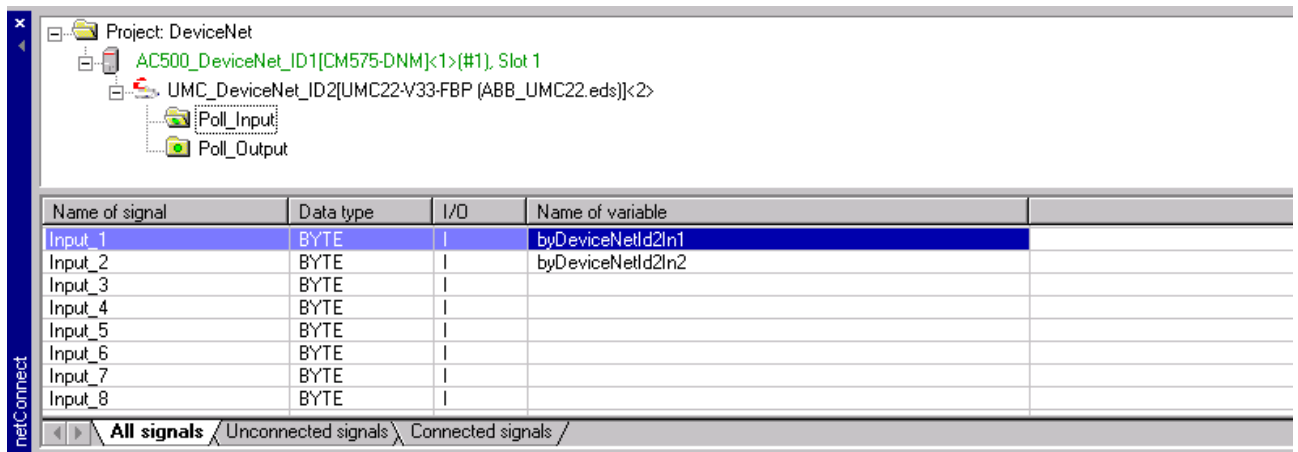 Project: DeviceNet
AC500_DeviceNet_ID1[CM575-DNM]<1>(#1), Slot 1
UMC_DeviceNet_ID2[UMC22-V33-FBP (ABB_UMC22.eds)]<2>
Poll_Input
Poll_Output
Name of signal Data type I/O Name of variable
Input_1 BYTE I byDeviceNetId2In1
Input_2 BYTE I byDeviceNetId2In2
Input_3 BYTE I
Input_4 BYTE I
Input_5 BYTE I
Input_6 BYTE I
Input_7 BYTE I
Input_8 BYTE I
All signals Unconnected signals Connected signals
netConnect